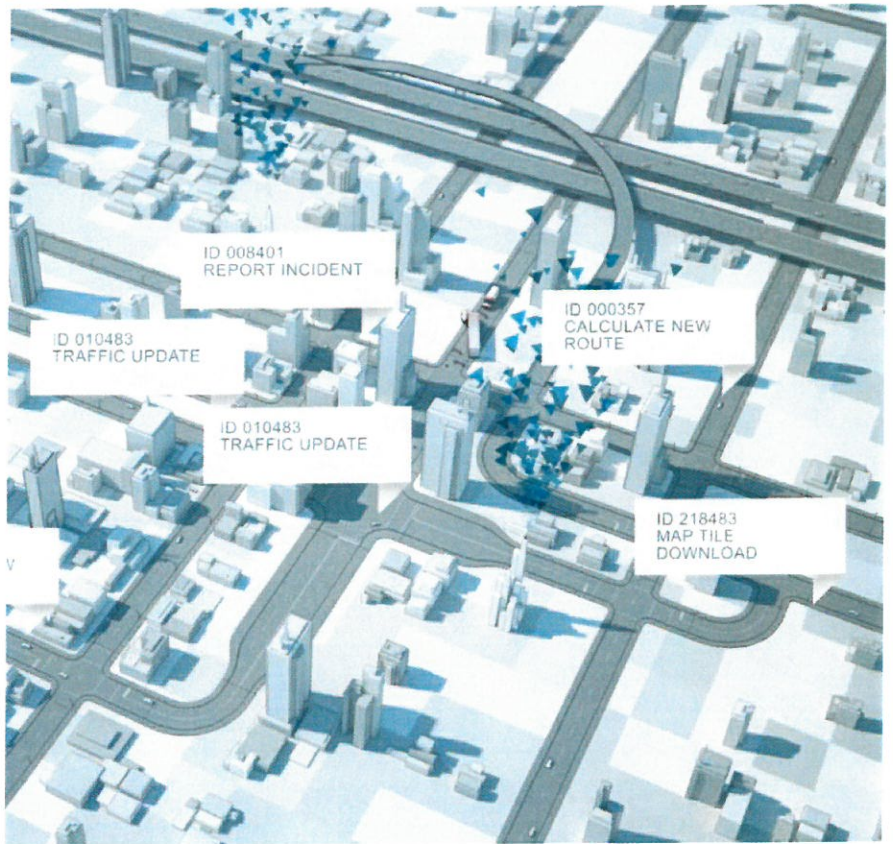 ID 008401
REPORT INCIDENT
ID 000357
CALCULATE NEW
ROUTE
ID 010483
TRAFFIC UPDATE
ID 010483
TRAFFIC UPDATE
ID 218483
MAP TILE
DOWNLOAD